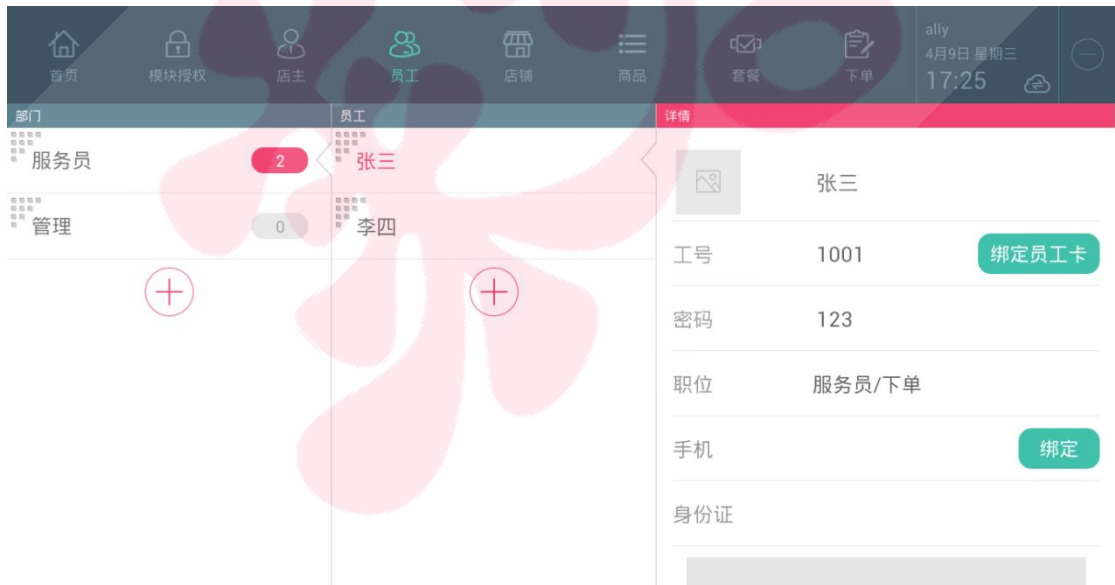 首页
模块授权
店主
员工
店铺
商品
套餐
下单
ally
4月9日 星期三
17:25
部门
服务员 2
管理 0
员工
张三
李四
详情
张三
工号 1001 绑定员工卡
密码 123
职位 服务员/下单
手机 绑定
身份证